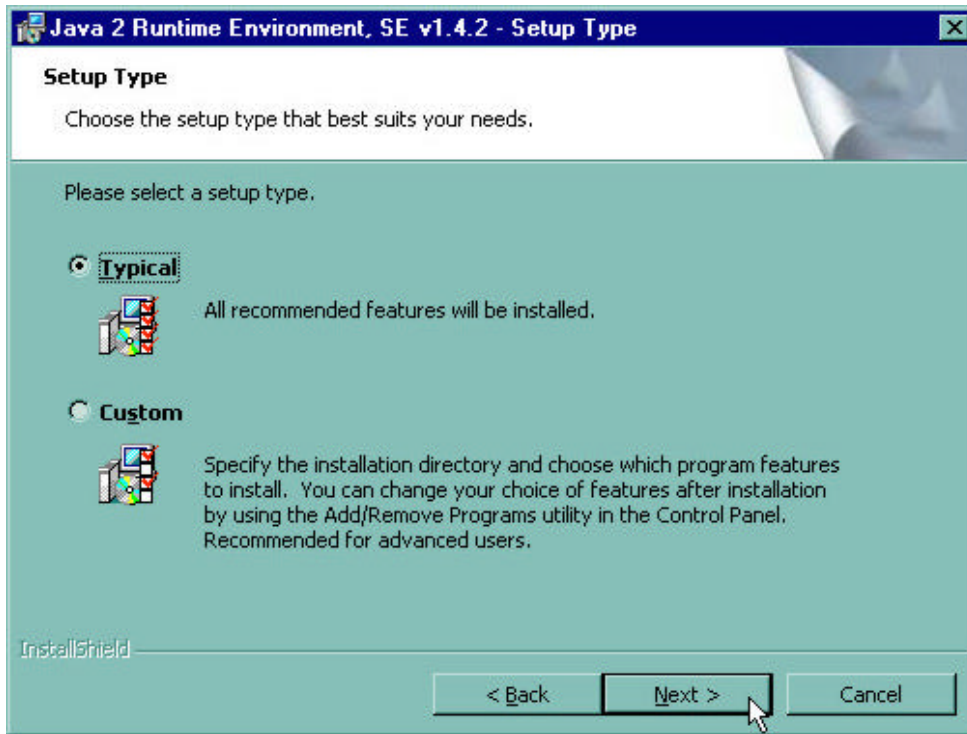 Java 2 Runtime Environment, SE v1.4.2 - Setup Type
Setup Type
Choose the setup type that best suits your needs.
Please select a setup type.
Typical
All recommended features will be installed.
Custom
Specify the installation directory and choose which program features
to install. You can change your choice of features after installation
by using the Add/Remove Programs utility in the Control Panel.
Recommended for advanced users.
InstallShield
< Back
Next >
Cancel